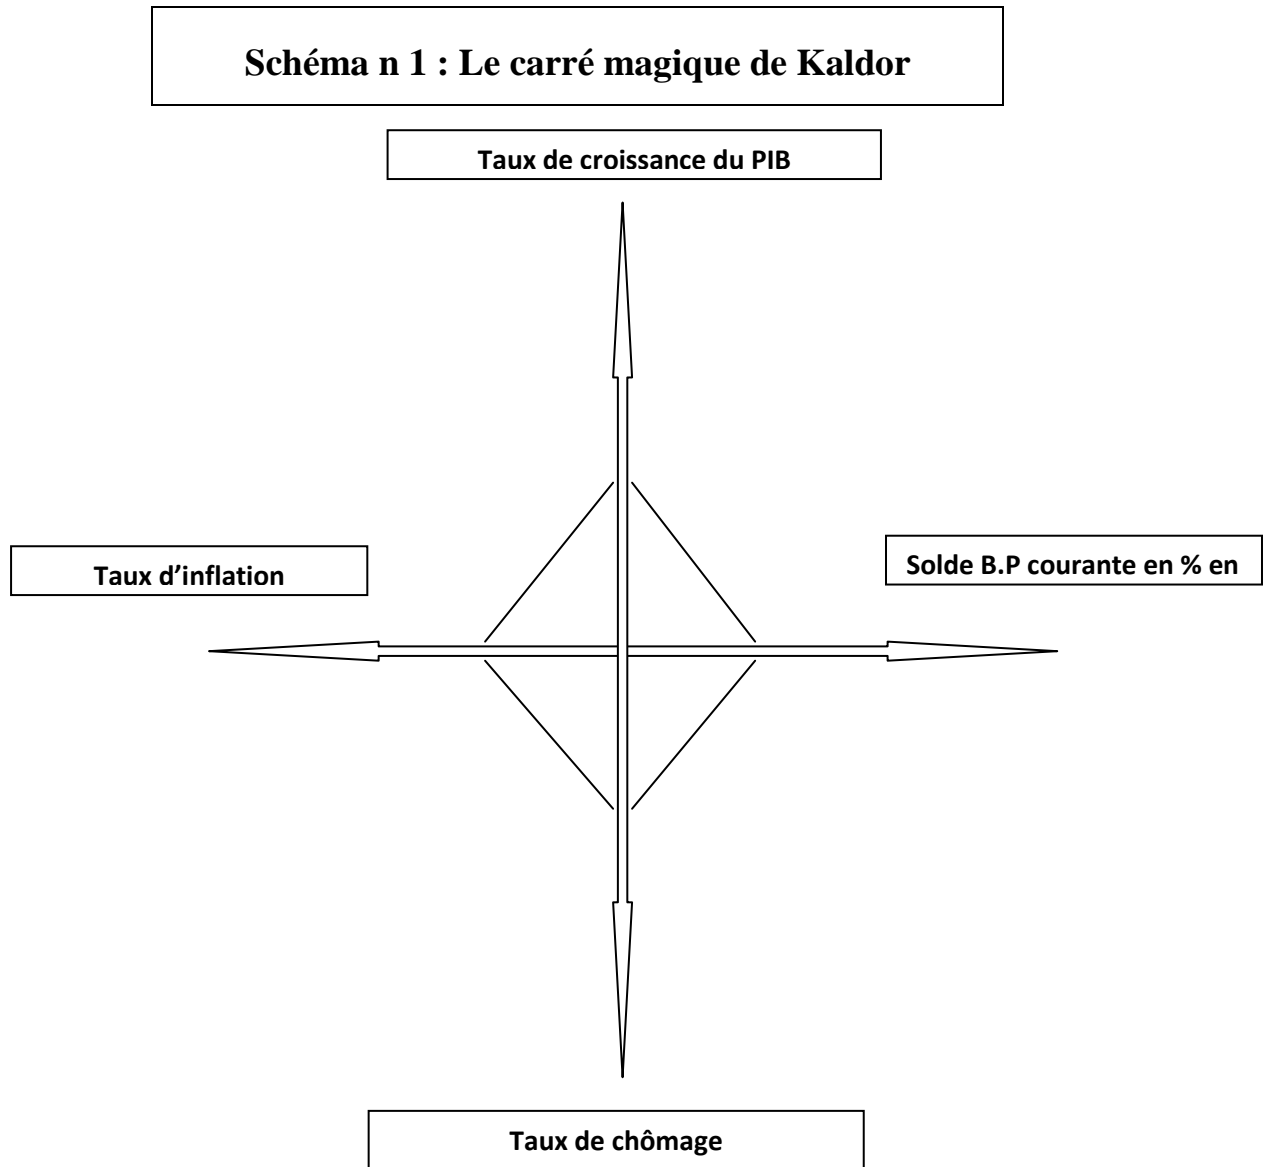 Schéma n 1 : Le carré magique de Kaldor
Taux de croissance du PIB
Taux d’inflation
Solde B.P courante en % en
Taux de chômage